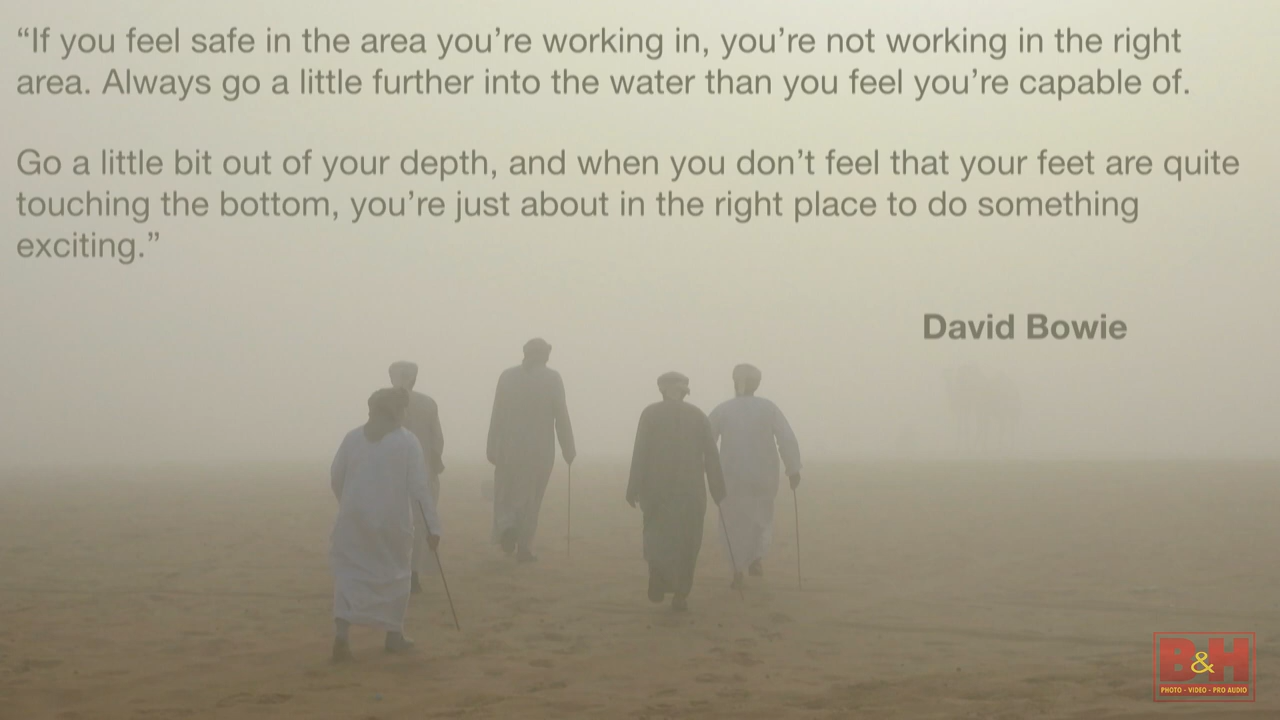 “If you feel safe in the area you’re working in, you’re not working in the right
area. Always go a little further into the water than you feel you’re capable of.
Go a little bit out of your depth, and when you don’t feel that your feet are quite
touching the bottom, you’re just about in the right place to do something
exciting.”
David Bowie
B&H
PHOTO - VIDEO - PRO AUDIO